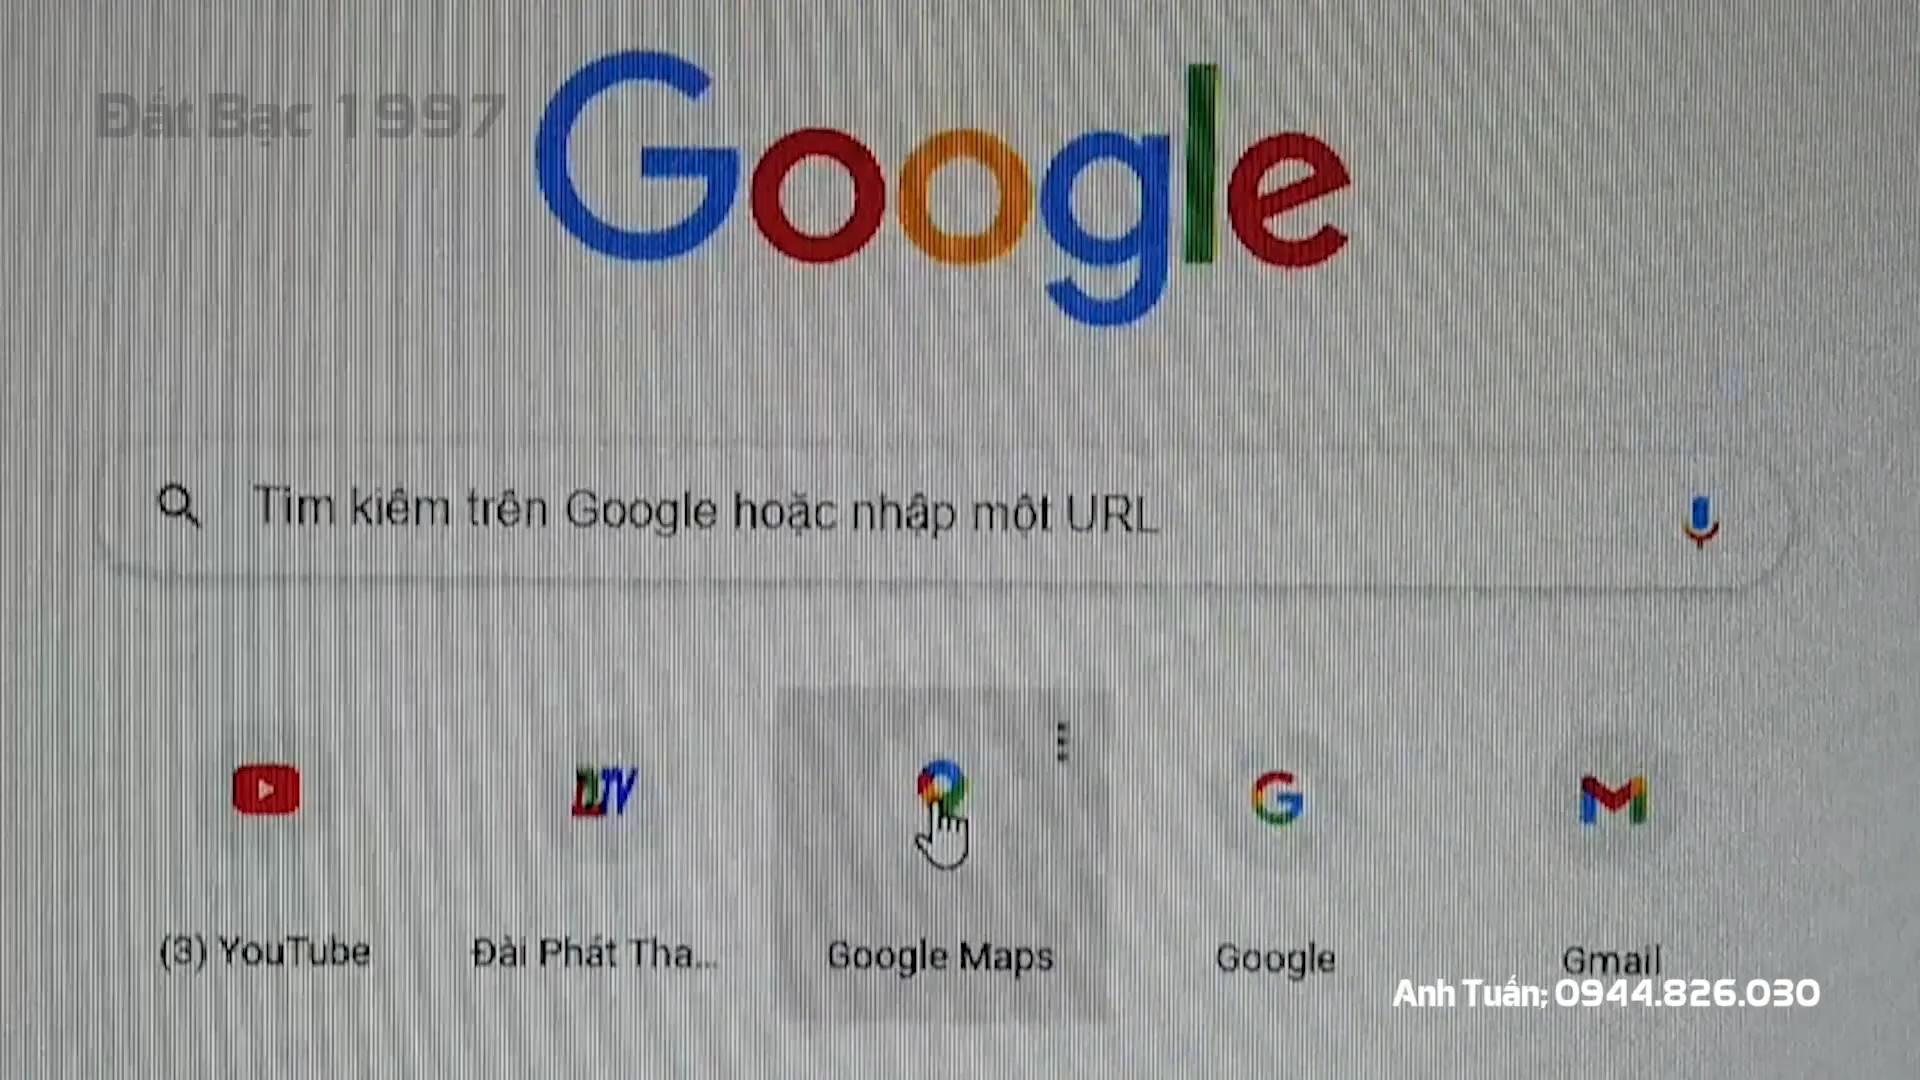 Đất Bạc 1997
Google
Tìm kiếm trên Google hoặc nhập một URL
(3) YouTube
Đài Phát Tha...
Google Maps
Google
Gmail
Anh Tuấn; 0944.826.030